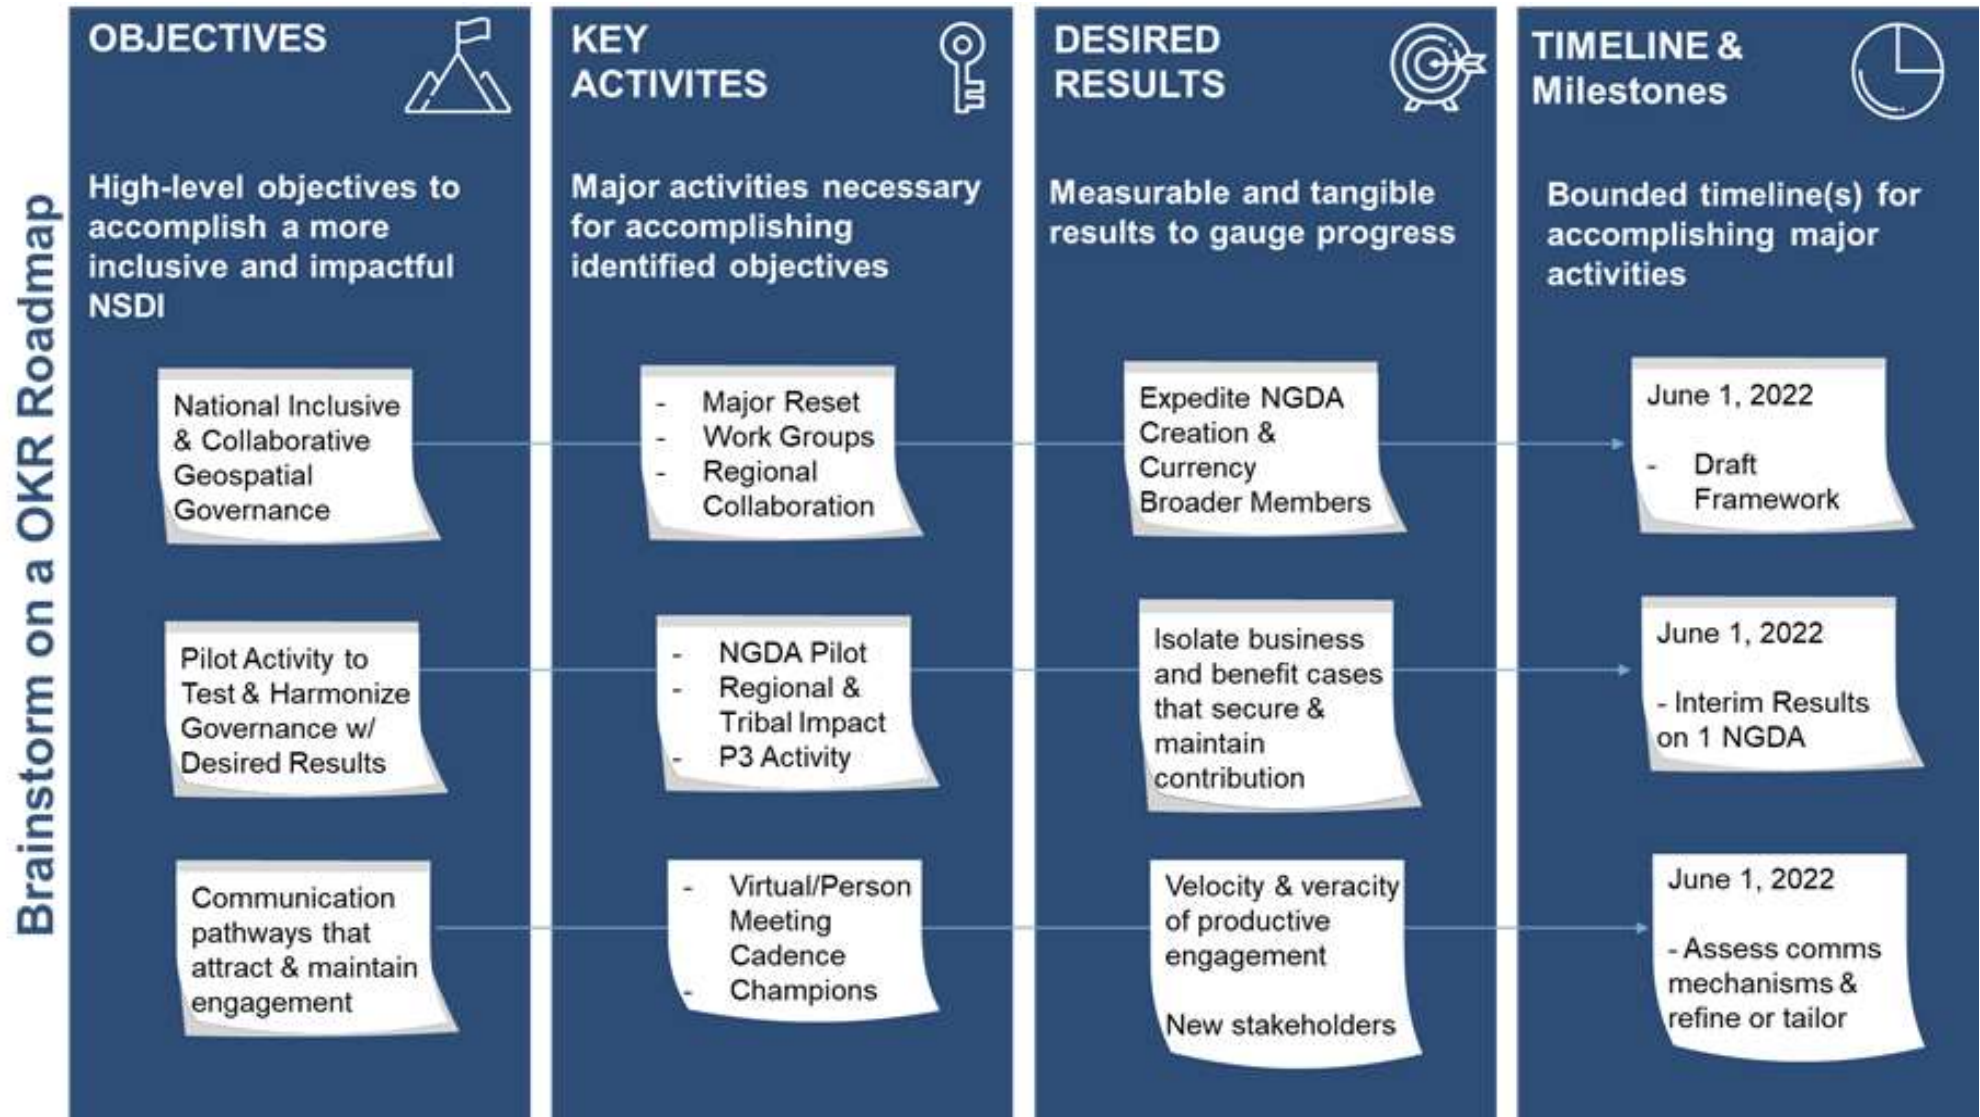 Brainstorm on a OKR Roadmap
OBJECTIVES
High-level objectives to
accomplish a more
inclusive and impactful
NSDI
National Inclusive
& Collaborative
Geospatial
Governance
Pilot Activity to
Test & Harmonize
Governance w/
Desired Results
Communication
pathways that
attract & maintain
engagement
KEY
ACTIVITES
Major activities necessary
for accomplishing
identified objectives
- Major Reset
- Work Groups
- Regional
Collaboration
- NGDA Pilot
- Regional &
Tribal Impact
- P3 Activity
- Virtual/Person
Meeting
Cadence
- Champions
DESIRED
RESULTS
Measurable and tangible
results to gauge progress
Expedite NGDA
Creation &
Currency
Broader Members
Isolate business
and benefit cases
that secure &
maintain
contribution
Velocity & veracity
of productive
engagement
New stakeholders
TIMELINE &
Milestones
Bounded timeline(s) for
accomplishing major
activities
June 1, 2022
- Draft
Framework
June 1, 2022
- Interim Results
on 1 NGDA
June 1, 2022
- Assess comms
mechanisms &
refine or tailor